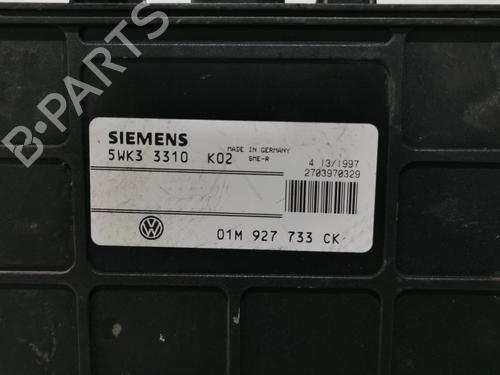 SIEMENS
5WK3 3310 K02
MADE IN GERMANY
SME-R
4 13/1997
2703970329
01M 927 733 CK
B-PARTS